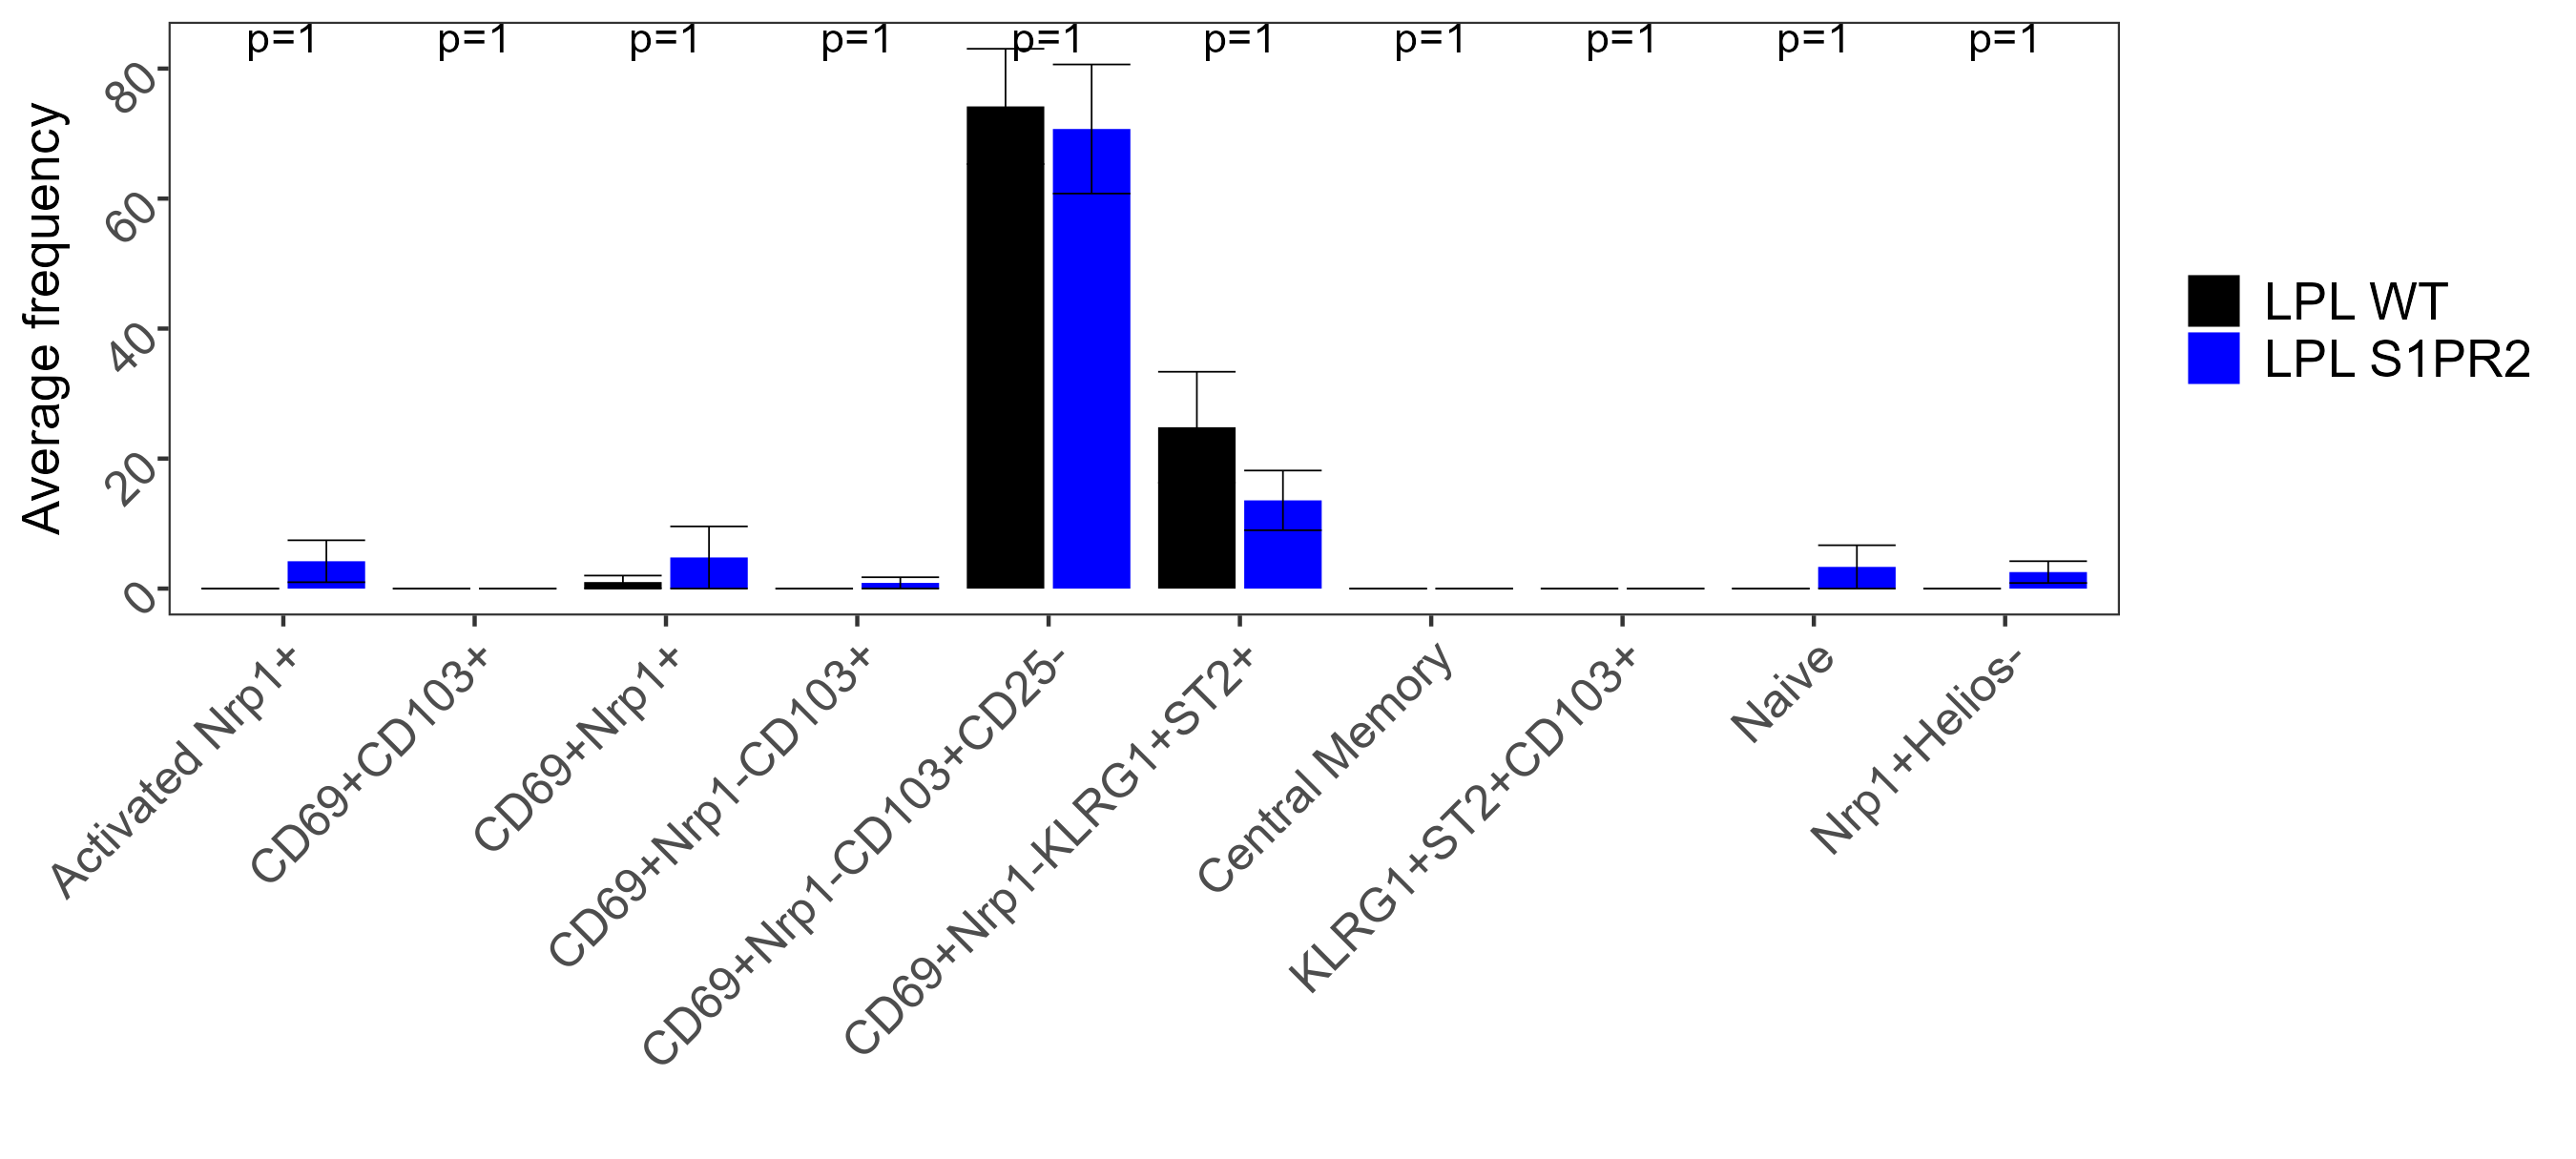 p=1 p=1 p=1 p=1 p=1 p=1 p=1 p=1 p=1 p=1
Average frequency
80
60
40
20
0
Activated Nrp1+
CD69+CD103+
CD69+Nrp1+
CD69+Nrp1-CD103+
CD69+Nrp1-CD103+CD25-
CD69+Nrp1-KLRG1+ST2+
Central Memory
KLRG1+ST2+CD103+
Naive
Nrp1+Helios-
LPL WT
LPL S1PR2